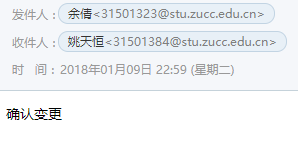 发件人：余倩<31501323@stu.zucc.edu.cn>
收件人：姚天恒<31501384@stu.zucc.edu.cn>
时 间：2018年01月09日 22:59 (星期二)
确认变更